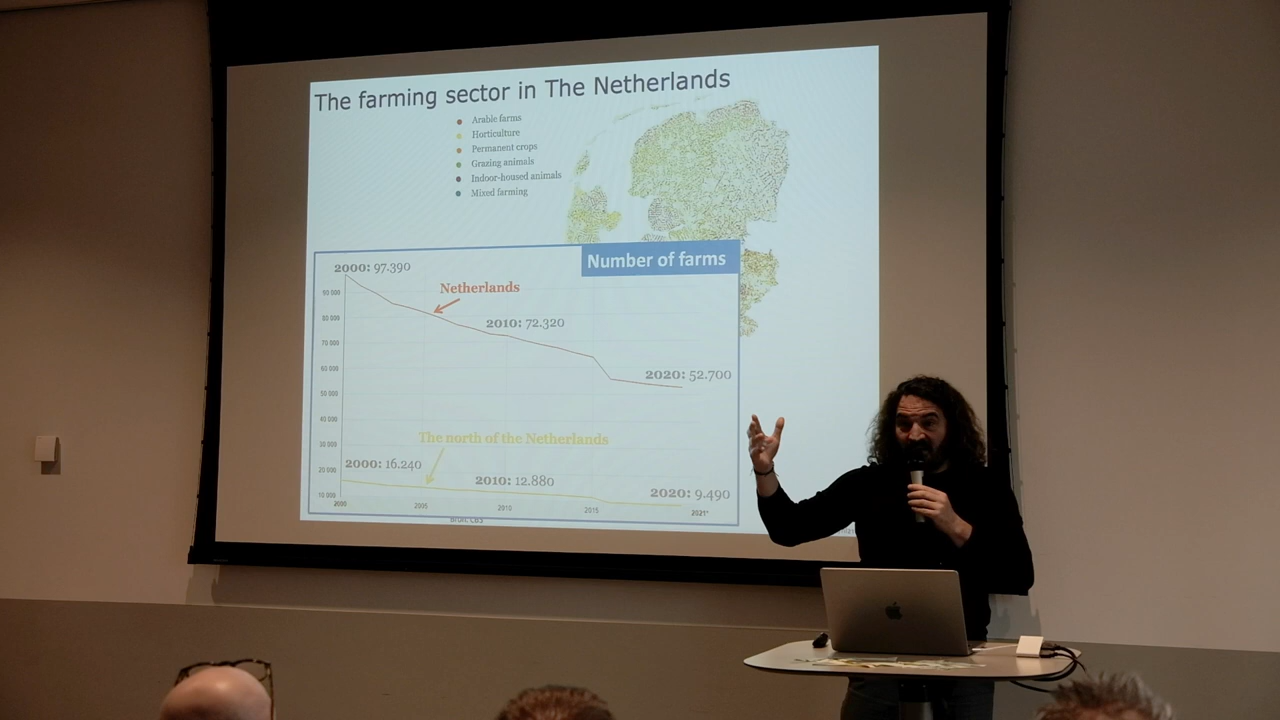 The farming sector in The Netherlands
Arable farms
Horticulture
Permanent crops
Grazing animals
Indoor-housed animals
Mixed farming
Number of farms
2000: 97.390
Netherlands
2010: 72.320
2020: 52.700
90 000
80 000
70 000
60 000
50 000
40 000
30 000
20 000
10 000
The north of the Netherlands
2000: 16.240
2010: 12.880
2020: 9.490
2000
2005
2010
2015
2021*
CBS